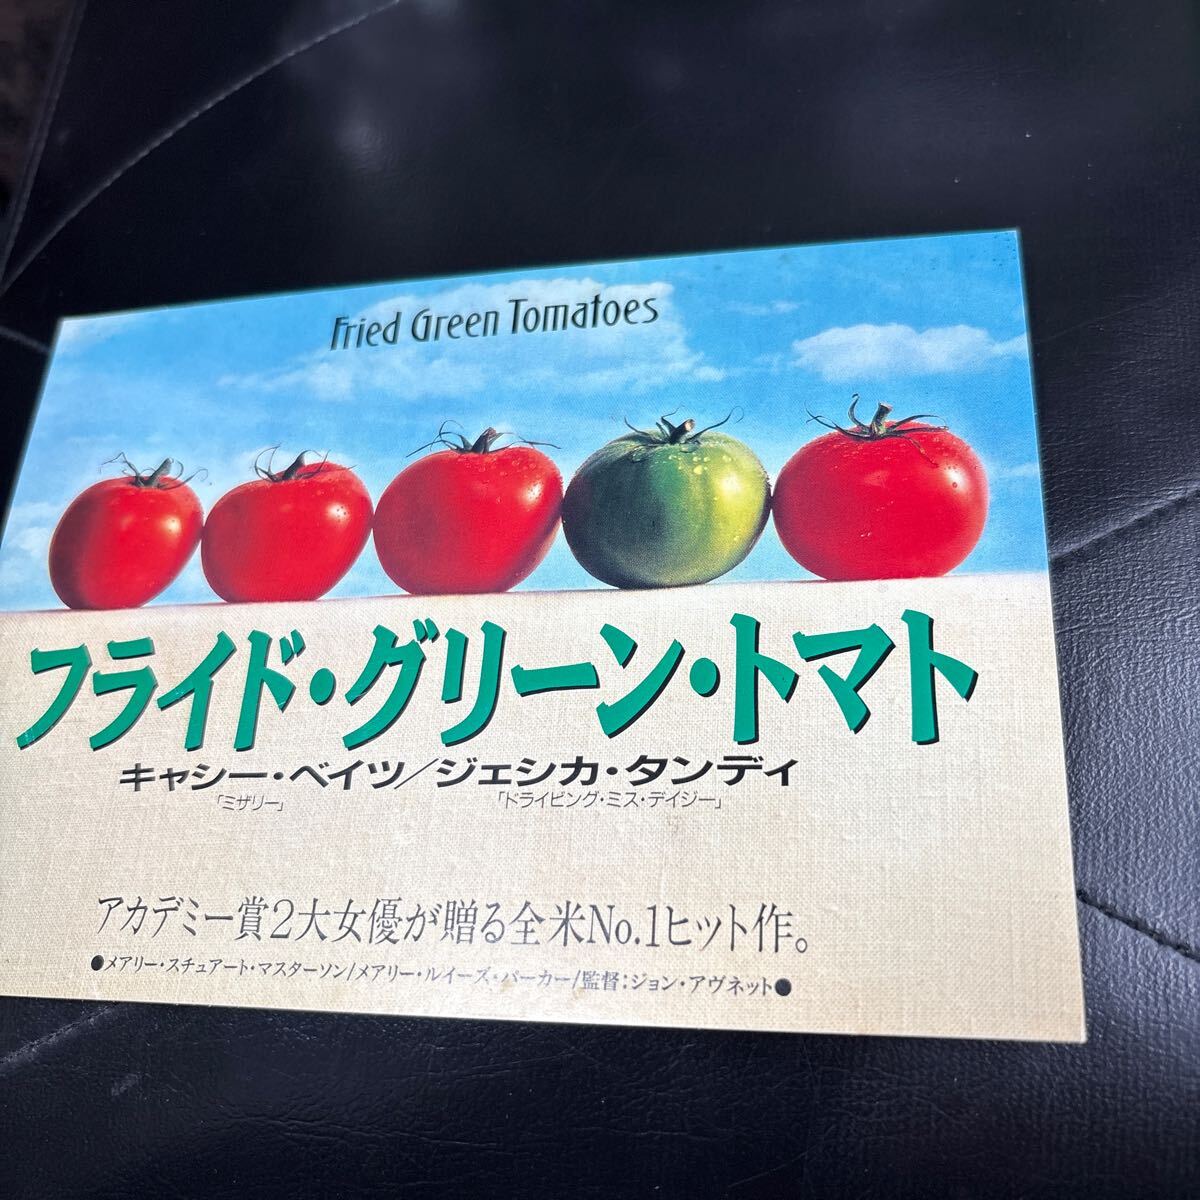 Fried Green Tomatoes
フライド・グリーン・トマト
キャシー・ベイツ/ジェシカ・タンディ
「ミザリー」 「ドライビング・ミス・デイジー」
アカデミー賞2大女優が贈る全米No.1ヒット作。
●メアリー・スチュアート・マスターソン/メアリー・ルイーズ・パーカー/監督:ジョン・アヴネット●